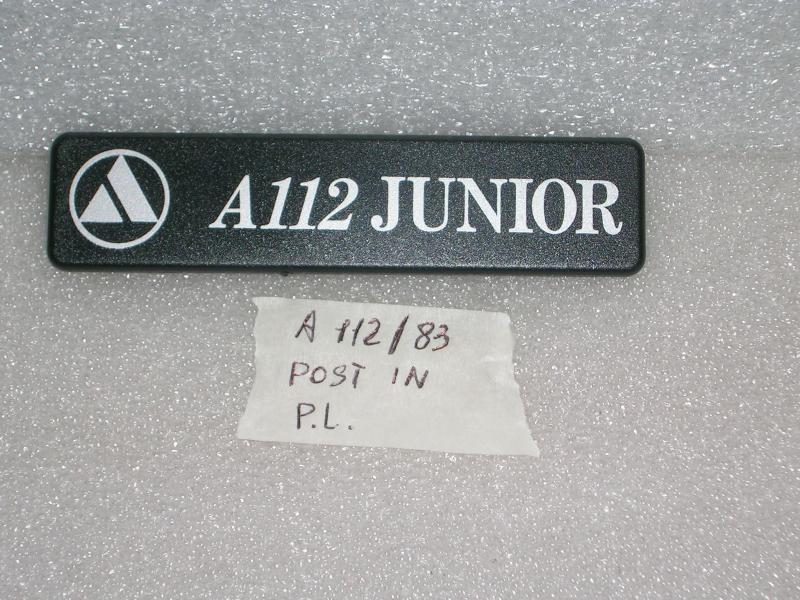 A112 JUNIOR
A 112/83
POST IN
P.L.